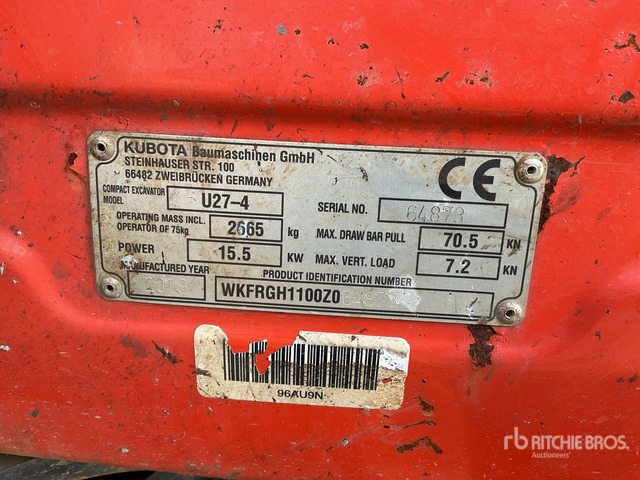 KUBOTA Baumaschinen GmbH
STEINHAUSER STR. 100
66482 ZWEIBRÜCKEN GERMANY
CE
COMPACT EXCAVATOR
MODEL U27-4
SERIAL NO. 64873
OPERATING MASS INCL.
OPERATOR OF 75kg 2665 kg
MAX. DRAW BAR PULL 70.5 KN
POWER 15.5 KW
MAX. VERT. LOAD 7.2 KN
MANUFACTURED YEAR
PRODUCT IDENTIFICATION NUMBER
WKFRGH1100Z0
96AU9N
rb RITCHIE BROS.
Auctioneers